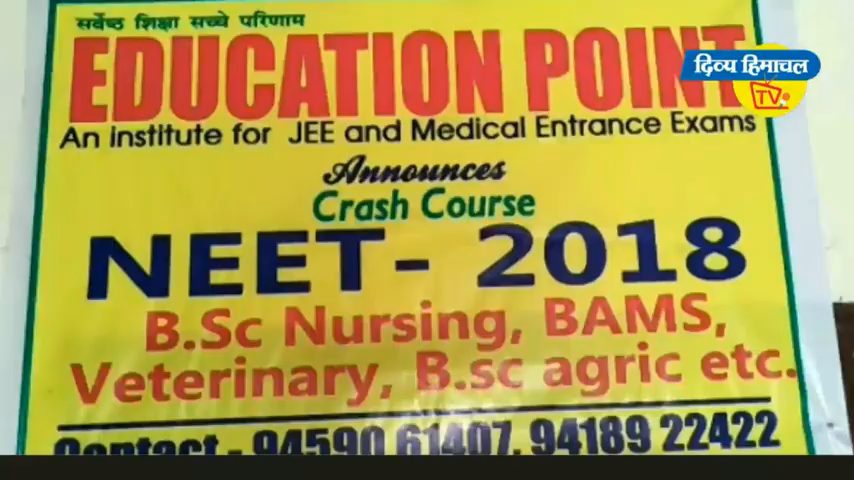 सर्वेष्ठ शिक्षा सच्चे परिणाम
EDUCATION POINT
दिव्य हिमाचल
TV
An institute for JEE and Medical Entrance Exams
Announces
Crash Course
NEET- 2018
B.Sc Nursing, BAMS,
Veterinary, B.sc agric etc.
Contact - 94590 61407, 94189 22422